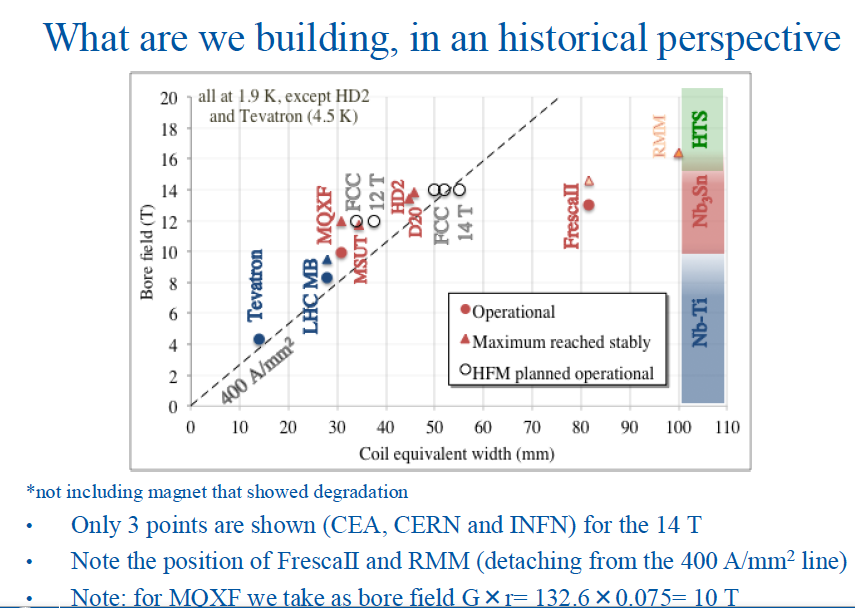 What are we building, in an historical perspective
all at 1.9 K, except HD2
and Tevatron (4.5 K)
20
18
16
14
12
10
8
6
4
2
0
Bore field (T)
0 10 20 30 40 50 60 70 80 90 100 110
Coil equivalent width (mm)
400 A/mm²
Tevatron
LHC MB
MQXF
MSUT
FCC
12 T
HD2
D20
FCC
14 T
FrescaII
RMM
HTS
Nb₃Sn
Nb-Ti
Operational
Maximum reached stably
HFM planned operational
*not including magnet that showed degradation
• Only 3 points are shown (CEA, CERN and INFN) for the 14 T
• Note the position of FrescaII and RMM (detaching from the 400 A/mm² line)
• Note: for MQXF we take as bore field G×r= 132.6×0.075= 10 T